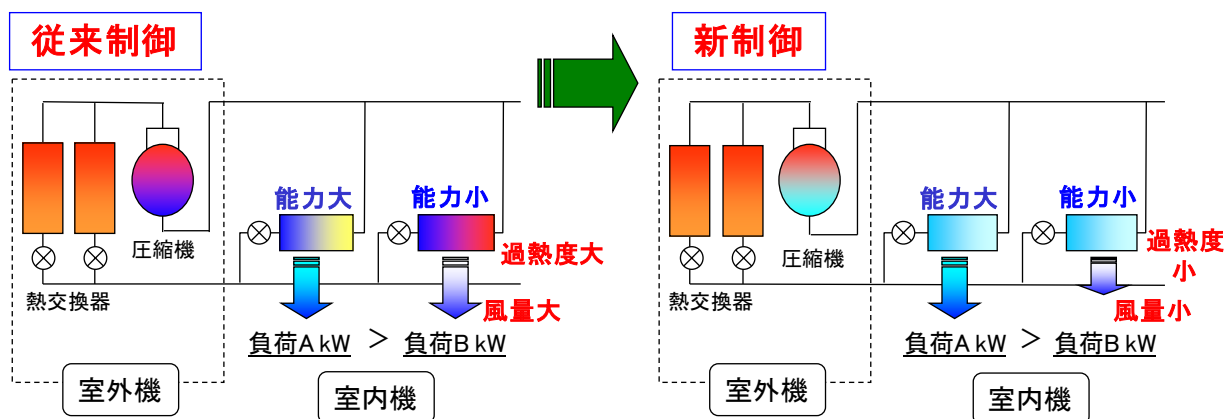 従来制御
能力大
能力小
圧縮機
過熱度大
熱交換器
風量大
負荷A kW > 負荷B kW
室外機
室内機
新制御
能力大
能力小
圧縮機
過熱度
小
熱交換器
風量小
負荷A kW > 負荷B kW
室外機
室内機